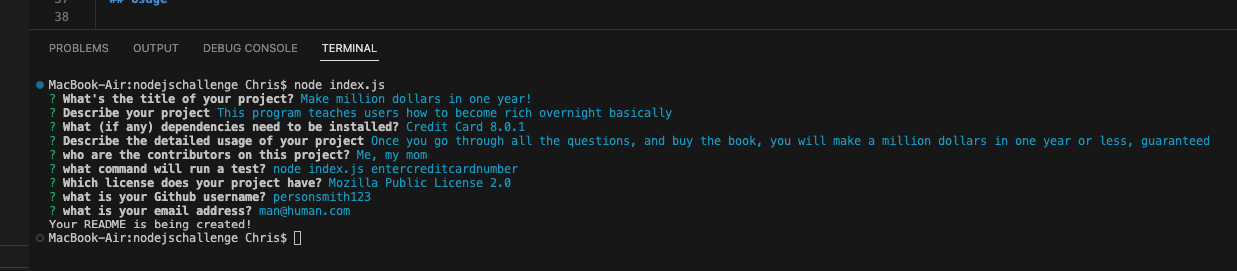 ## Usage
38
PROBLEMS OUTPUT DEBUG CONSOLE TERMINAL
MacBook-Air:nodejschallenge Chris$ node index.js
? What's the title of your project? Make million dollars in one year!
? Describe your project This program teaches users how to become rich overnight basically
? What (if any) dependencies need to be installed? Credit Card 8.0.1
? Describe the detailed usage of your project Once you go through all the questions, and buy the book, you will make a million dollars in one year or less, guaranteed
? who are the contributors on this project? Me, my mom
? what command will run a test? node index.js entercreditcardnumber
? Which license does your project have? Mozilla Public License 2.0
? what is your Github username? personsmith123
? what is your email address? man@human.com
Your README is being created!
MacBook-Air:nodejschallenge Chris$